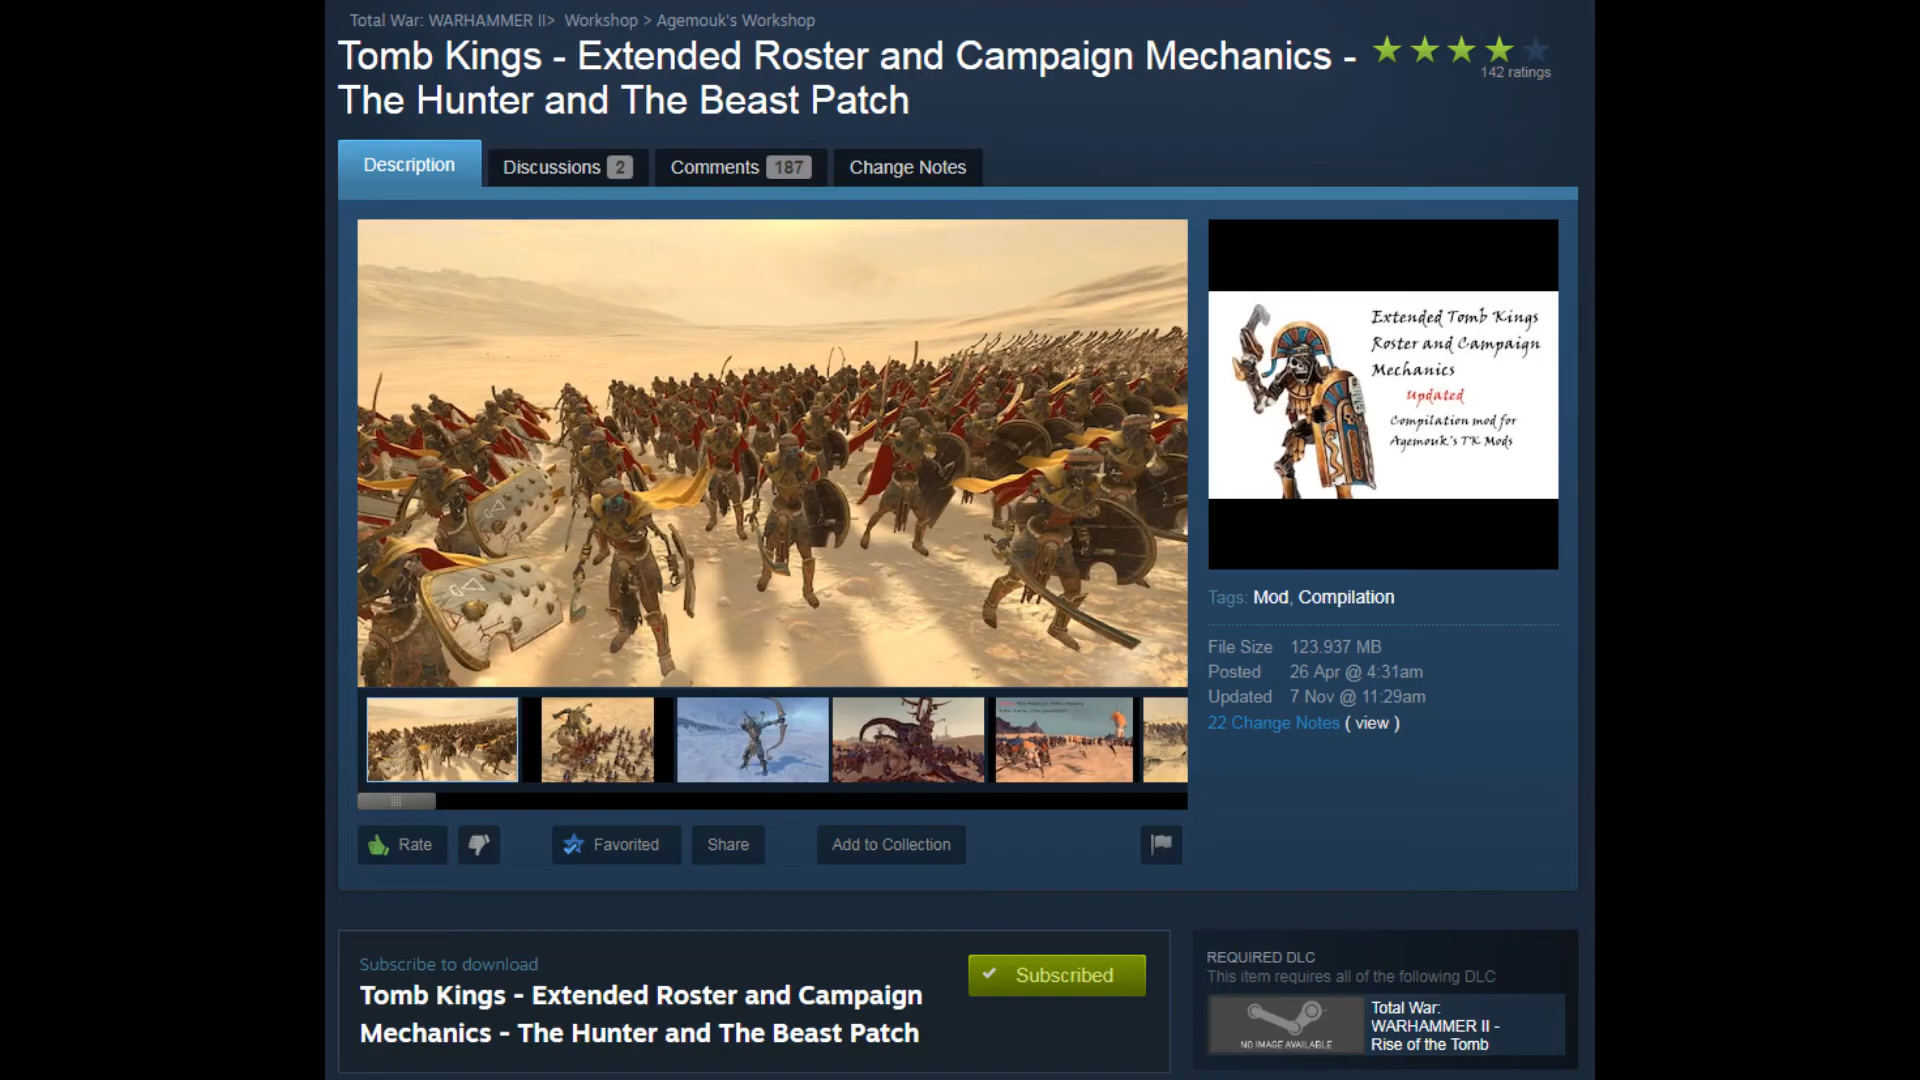 Total War: WARHAMMER II> Workshop > Agemouk's Workshop
Tomb Kings - Extended Roster and Campaign Mechanics -
The Hunter and The Beast Patch
142 ratings
Description
Discussions 2
Comments 187
Change Notes
Extended Tomb Kings
Roster and Campaign
Mechanics
Updated
Compilation mod for
Agemouk's TK Mods
Tags: Mod, Compilation
File Size 123.937 MB
Posted 26 Apr @ 4:31am
Updated 7 Nov @ 11:29am
22 Change Notes ( view )
Rate
Favorited
Share
Add to Collection
Subscribe to download
Tomb Kings - Extended Roster and Campaign
Mechanics - The Hunter and The Beast Patch
Subscribed
REQUIRED DLC
This item requires all of the following DLC
NO IMAGE AVAILABLE
Total War:
WARHAMMER II -
Rise of the Tomb